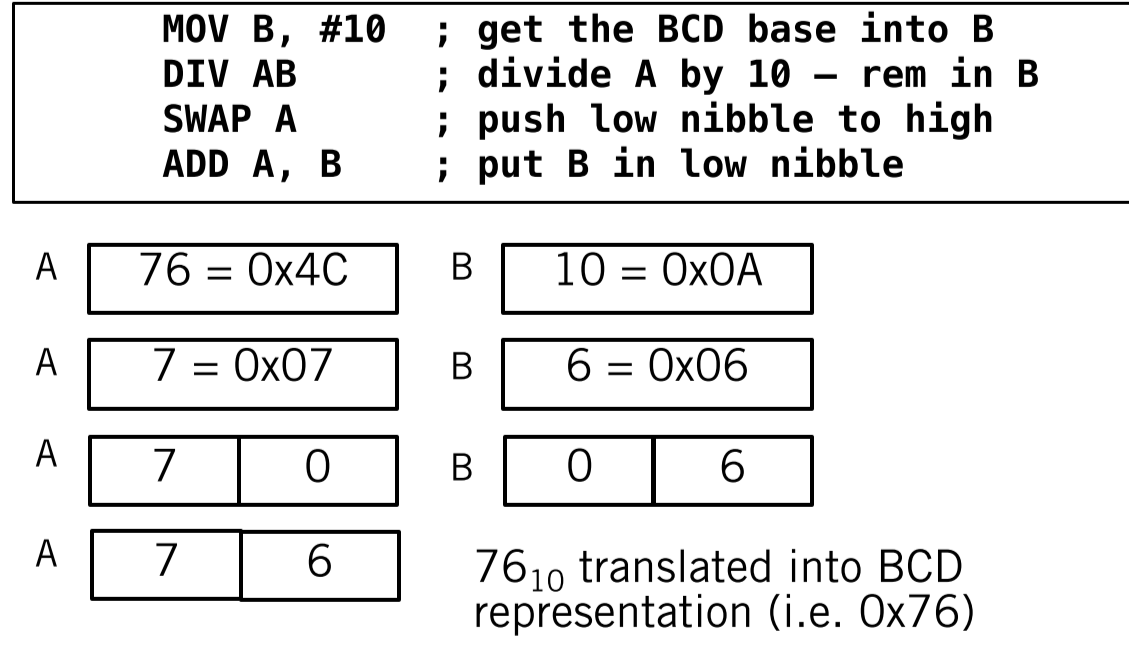 MOV B, #10 ; get the BCD base into B
DIV AB ; divide A by 10 – rem in B
SWAP A ; push low nibble to high
ADD A, B ; put B in low nibble
A 76 = 0x4C B 10 = 0x0A
A 7 = 0x07 B 6 = 0x06
A 7 0 B 0 6
A 7 6
76₁₀ translated into BCD
representation (i.e. 0x76)